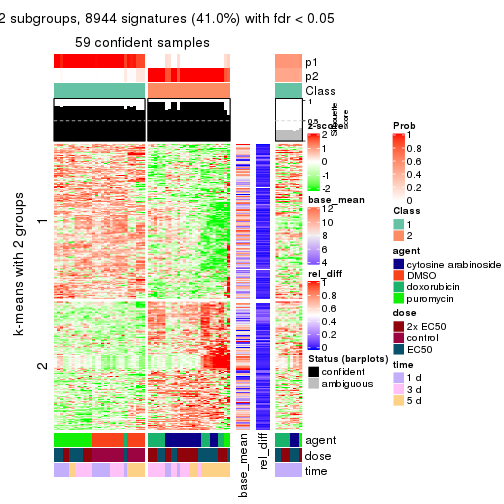 2 subgroups, 8944 signatures (41.0%) with fdr < 0.05
59 confident samples
p1
p2
Class
1
0.5
Silhouette
score
k-means with 2 groups
1
2
z-score
2
1
0
-1
-2
base_mean
12
10
8
6
4
rel_diff
1
0.8
0.6
0.4
0.2
0
Status (barplots)
confident
ambiguous
Prob
1
0.8
0.6
0.4
0.2
0
Class
1
2
agent
cytosine arabinoside
DMSO
doxorubicin
puromycin
dose
2x EC50
control
EC50
time
1 d
3 d
5 d
agent
dose
time
base_mean
rel_diff